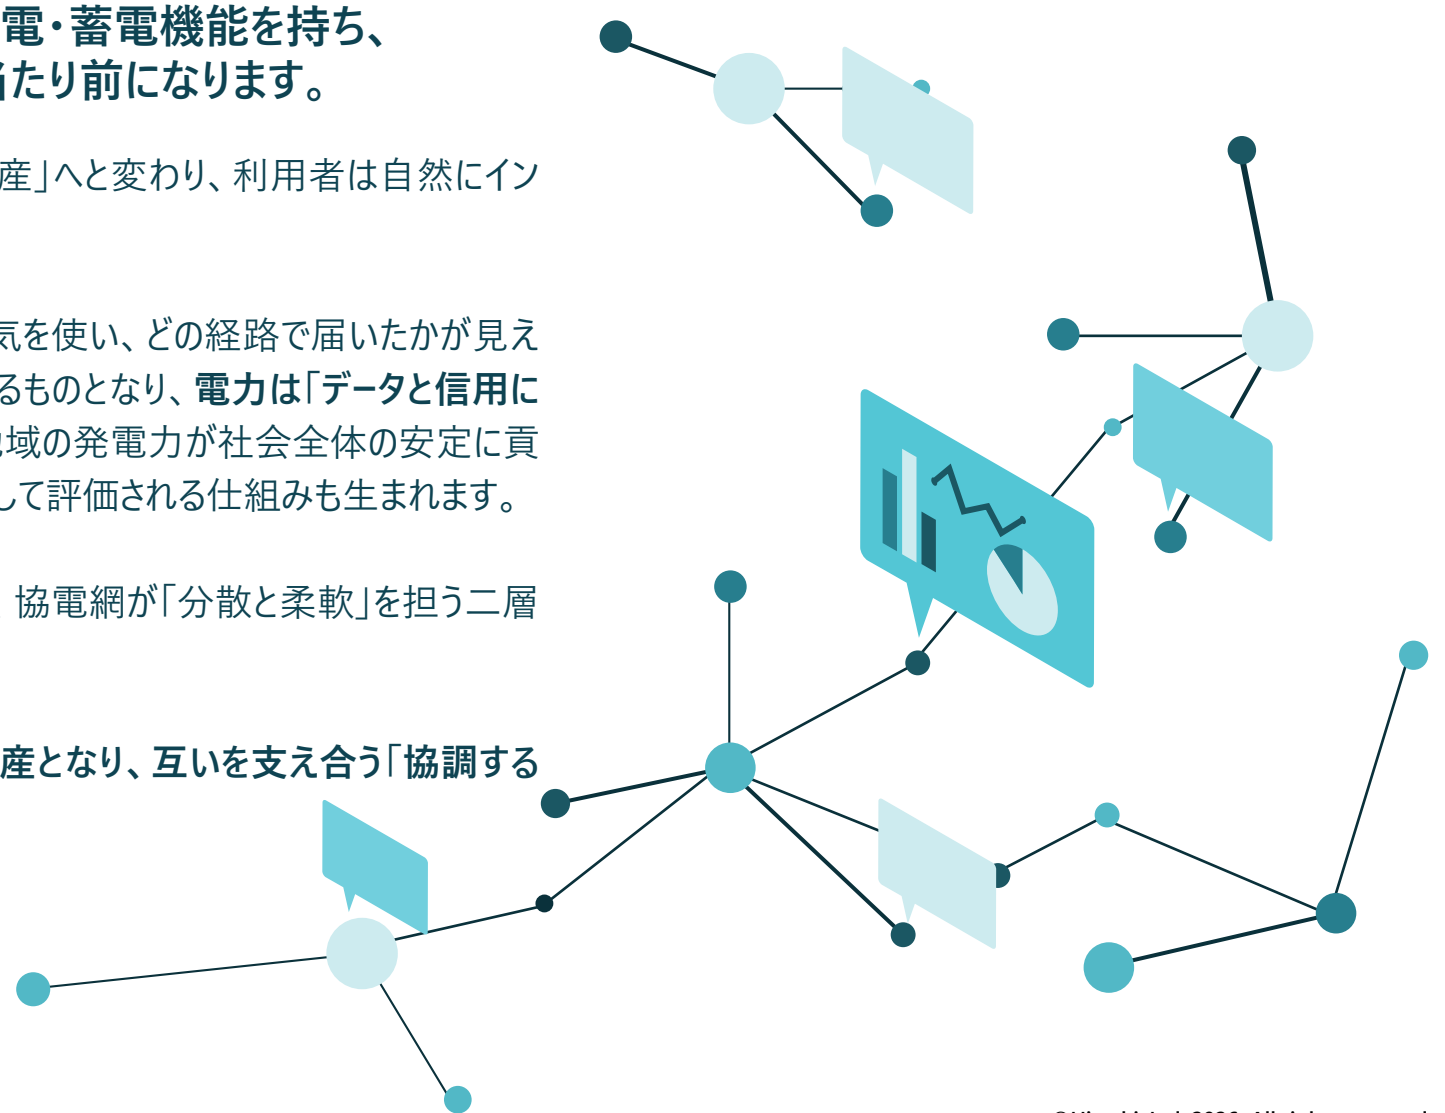 電・蓄電機能を持ち、
当たり前になります。
産」へと変わり、利用者は自然にイン
気を使い、どの経路で届いたかが見え
るものとなり、電力は「データと信用に
地域の発電力が社会全体の安定に貢
して評価される仕組みも生まれます。
協電網が「分散と柔軟」を担う二層
産となり、互いを支え合う「協調する